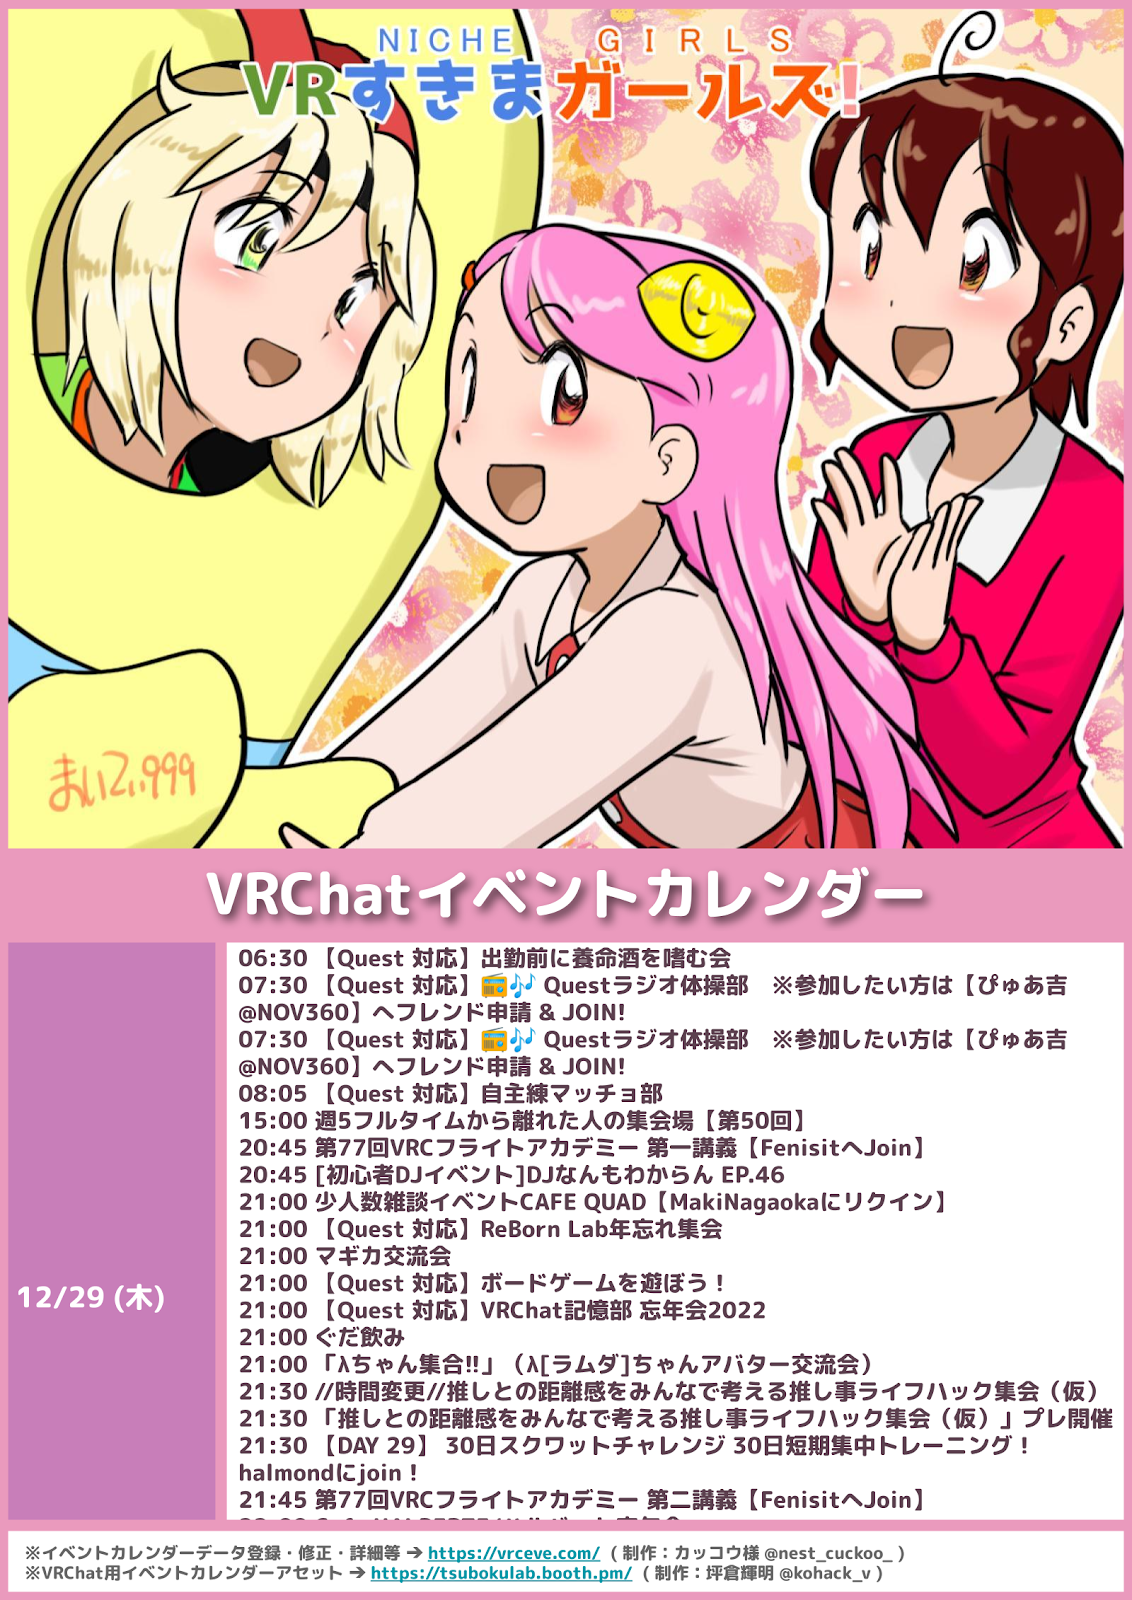 NICHE GIRLS
VRすきまガールズ!
まいてぃ999
VRChatイベントカレンダー
12/29 (木)
06:30 【Quest 対応】出勤前に養命酒を嗜む会
07:30 【Quest 対応】📻🎶 Questラジオ体操部　※参加したい方は【ぴゅあ吉
@NOV360】へフレンド申請 & JOIN!
07:30 【Quest 対応】📻🎶 Questラジオ体操部　※参加したい方は【ぴゅあ吉
@NOV360】へフレンド申請 & JOIN!
08:05 【Quest 対応】自主練マッチョ部
15:00 週5フルタイムから離れた人の集会場【第50回】
20:45 第77回VRCフライトアカデミー 第一講義【FenisitへJoin】
20:45 [初心者DJイベント]DJなんもわからん EP.46
21:00 少人数雑談イベントCAFE QUAD【MakiNagaokaにリクイン】
21:00 【Quest 対応】ReBorn Lab年忘れ集会
21:00 マギカ交流会
21:00 【Quest 対応】ボードゲームを遊ぼう！
21:00 【Quest 対応】VRChat記憶部 忘年会2022
21:00 ぐだ飲み
21:00 「λちゃん集合!!」（λ[ラムダ]ちゃんアバター交流会）
21:30 //時間変更//推しとの距離感をみんなで考える推し事ライフハック集会（仮）
21:30 「推しとの距離感をみんなで考える推し事ライフハック集会（仮）」プレ開催
21:30 【DAY 29】 30日スクワットチャレンジ 30日短期集中トレーニング！
halmondにjoin！
21:45 第77回VRCフライトアカデミー 第二講義【FenisitへJoin】
※イベントカレンダーデータ登録・修正・詳細等 ➔ https://vrceve.com/ ( 制作：カッコウ様 @nest_cuckoo_ )
※VRChat用イベントカレンダーアセット ➔ https://tsubokulab.booth.pm/ ( 制作：坪倉輝明 @kohack_v )